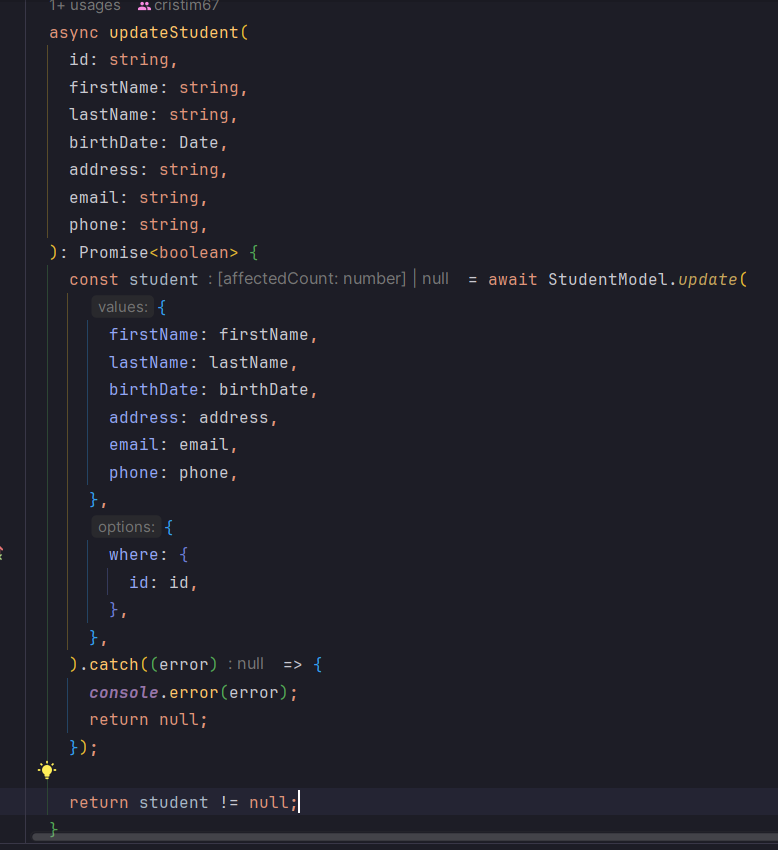 1+ usages cristim67
async updateStudent(
id: string,
firstName: string,
lastName: string,
birthDate: Date,
address: string,
email: string,
phone: string,
): Promise<boolean> {
const student : [affectedCount: number] | null = await StudentModel.update(
values: {
firstName: firstName,
lastName: lastName,
birthDate: birthDate,
address: address,
email: email,
phone: phone,
},
options: {
where: {
id: id,
},
},
).catch((error) : null => {
console.error(error);
return null;
});
return student != null;
}